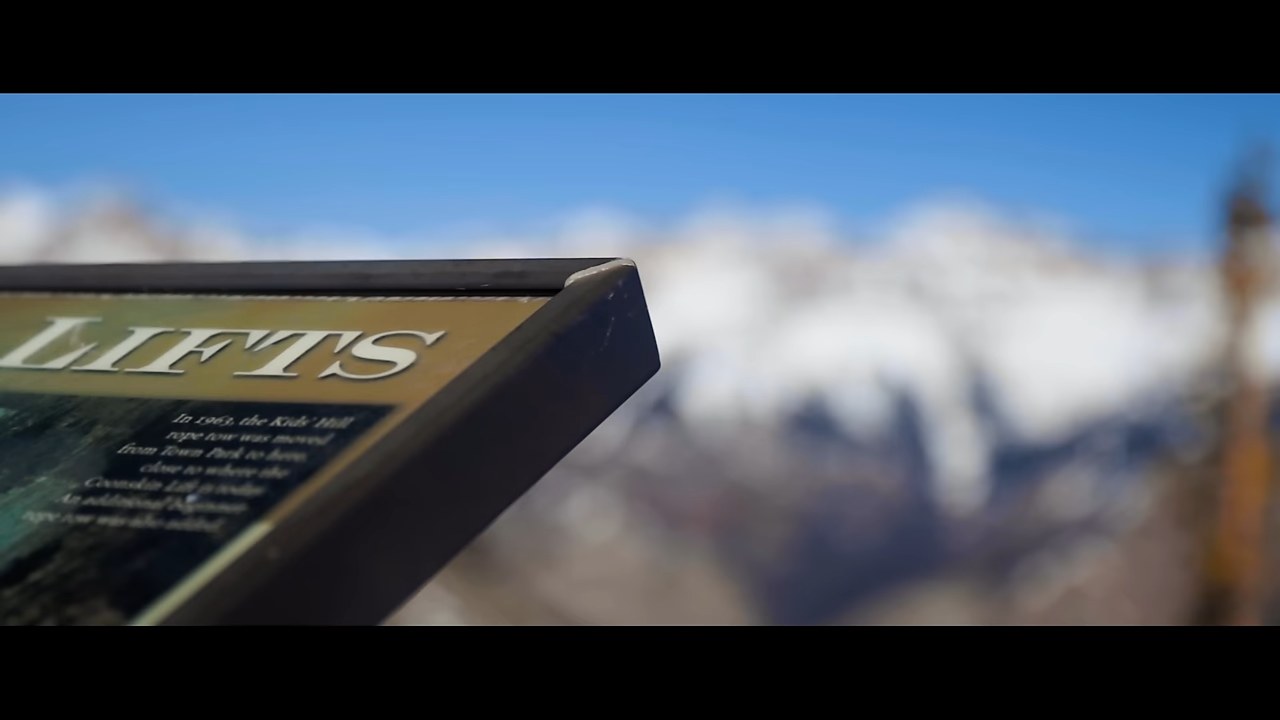 LIFTS
In 1963, the Kids' Hill
rope tow was moved
from Town Park to here,
close to where the
Coonskin Lift is today.
An additional beginner
rope tow was also added.